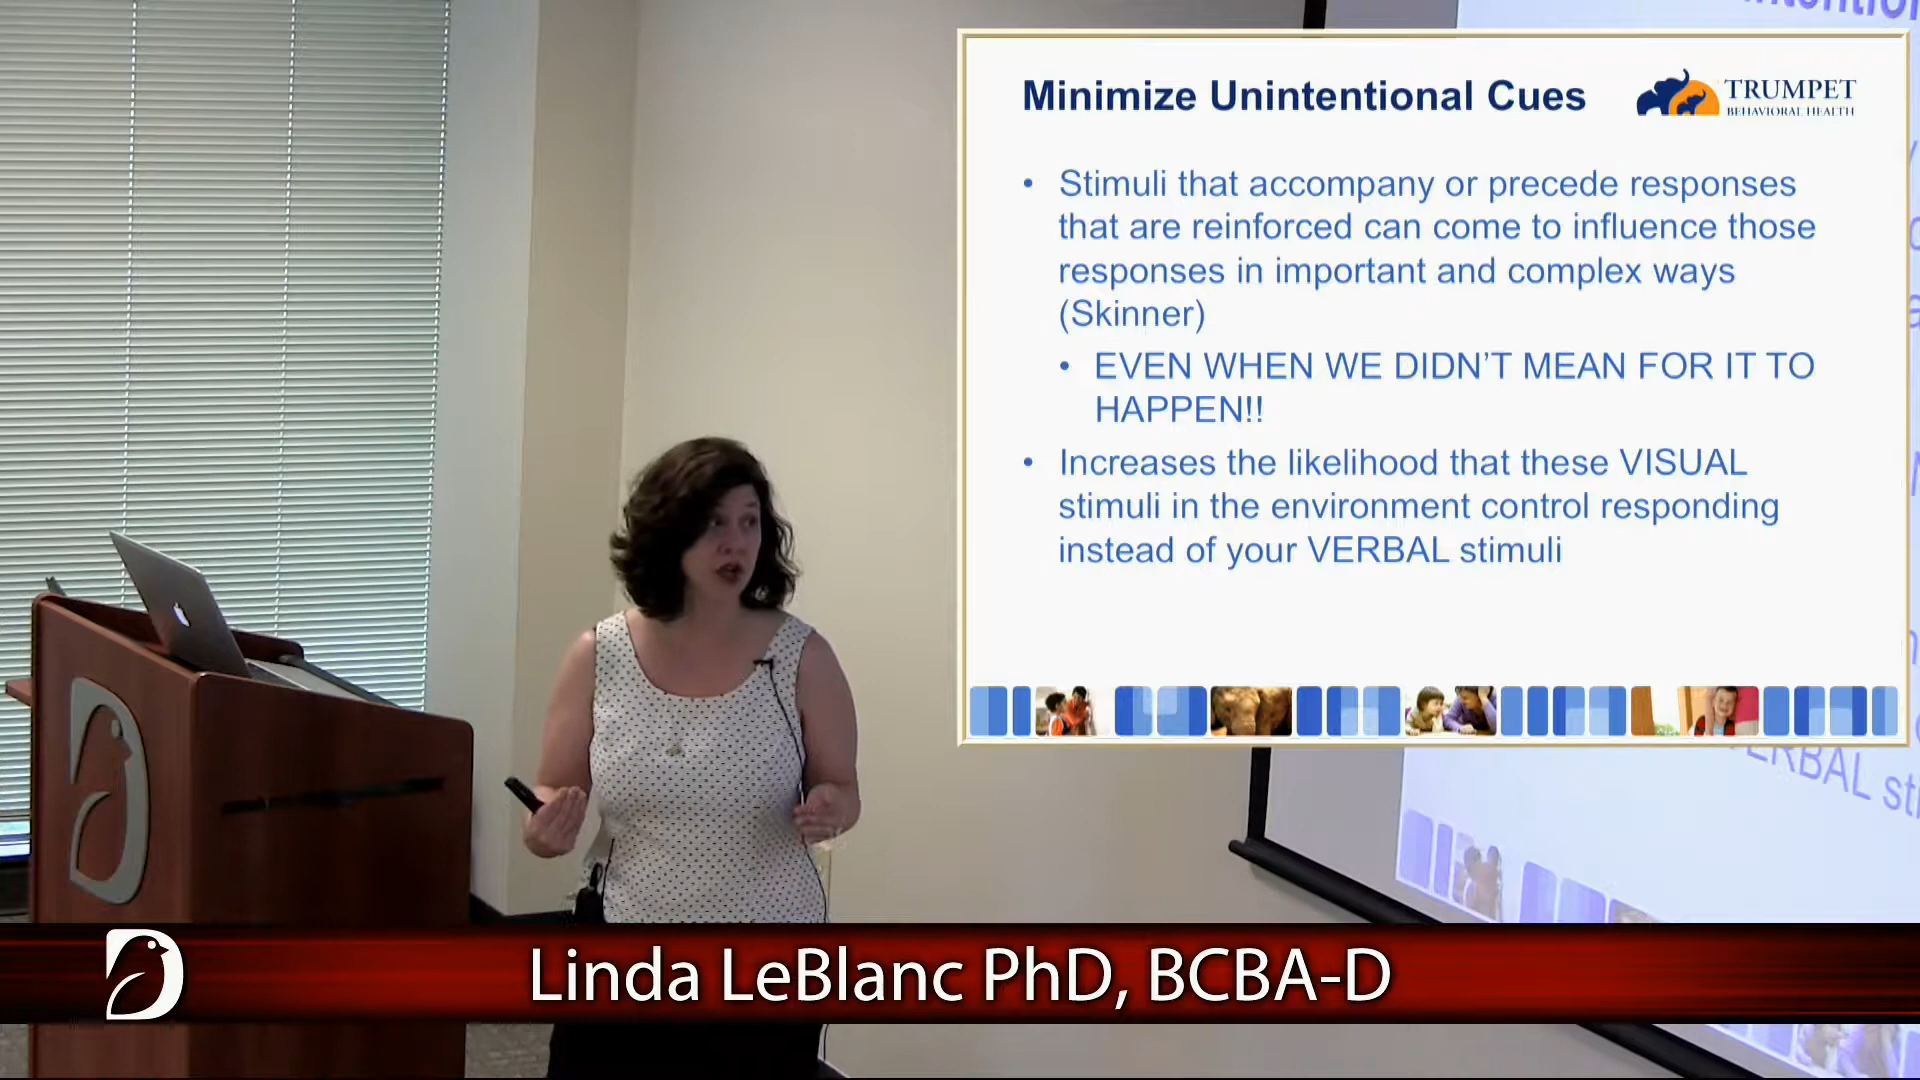 Minimize Unintentional Cues
TRUMPET
BEHAVIORAL HEALTH
• Stimuli that accompany or precede responses
that are reinforced can come to influence those
responses in important and complex ways
(Skinner)
• EVEN WHEN WE DIDN'T MEAN FOR IT TO
HAPPEN!!
• Increases the likelihood that these VISUAL
stimuli in the environment control responding
instead of your VERBAL stimuli
VERBAL
Linda LeBlanc PhD, BCBA-D